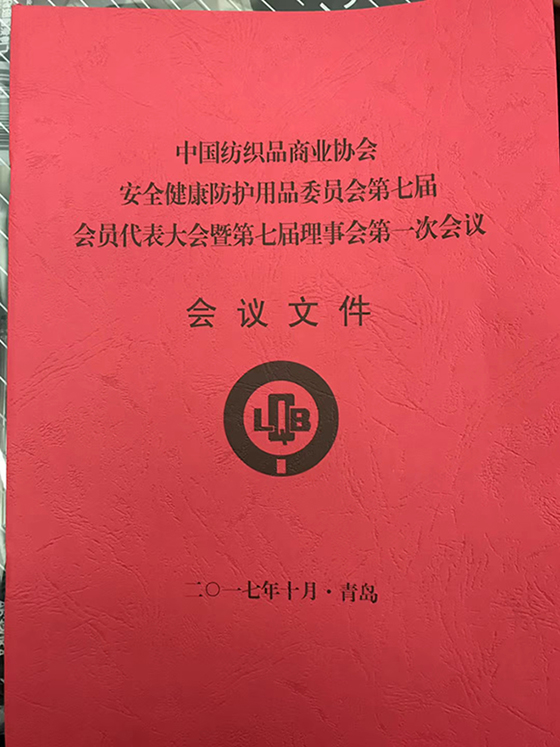 中国纺织品商业协会
安全健康防护用品委员会第七届
会员代表大会暨第七届理事会第一次会议
会议文件
LQB
二〇一七年十月·青岛